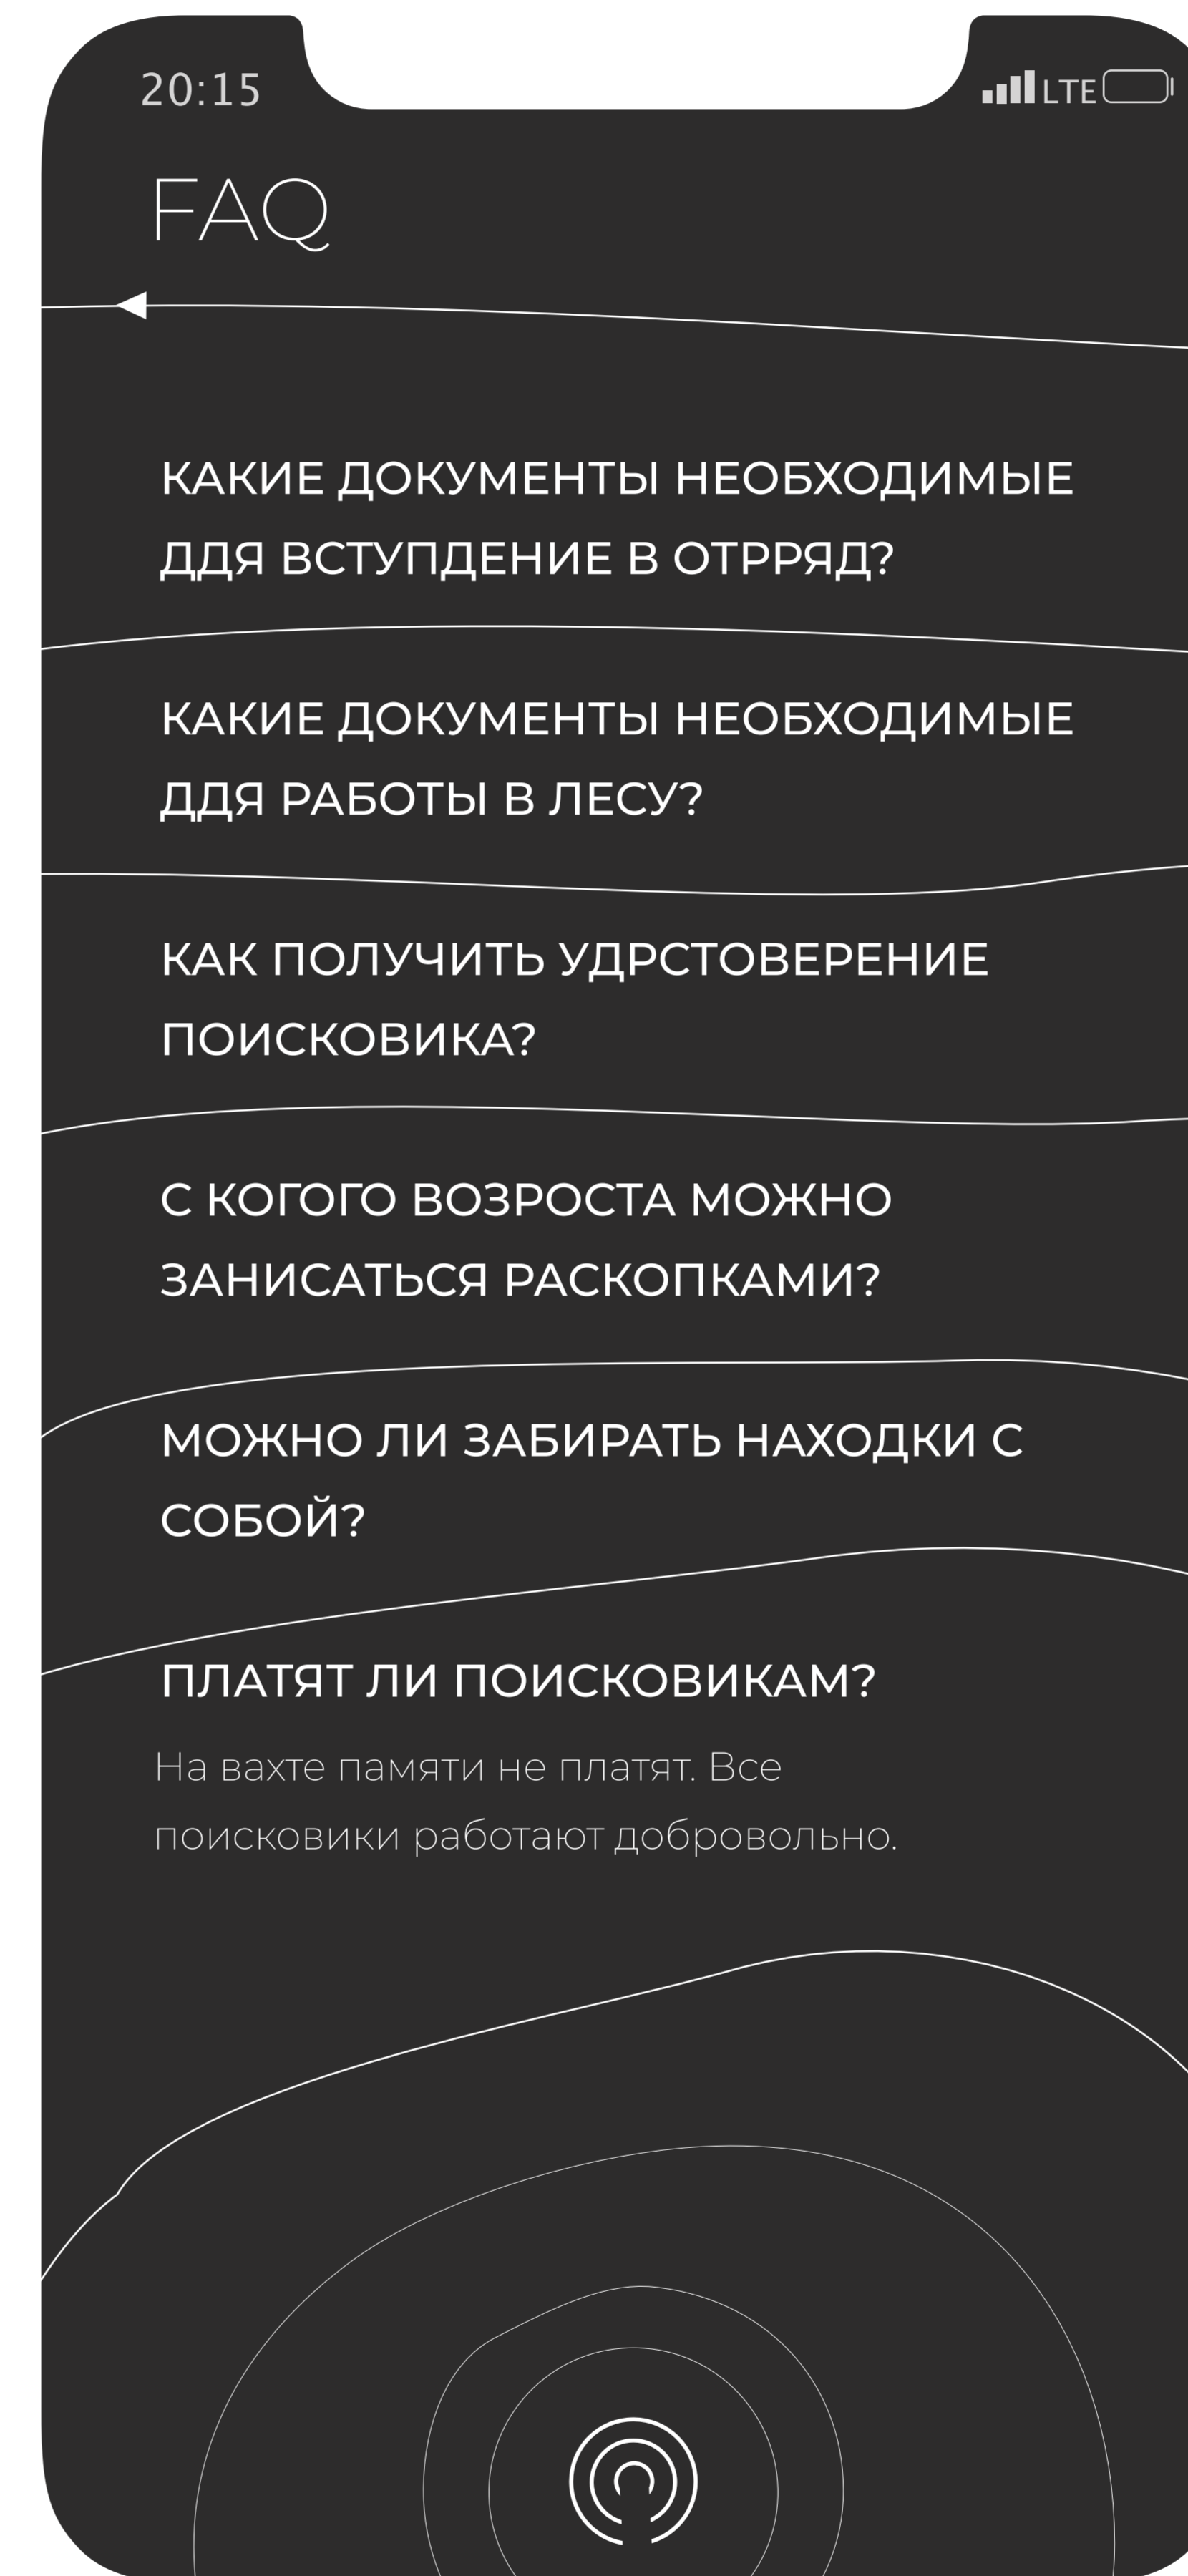 20:15
LTE
FAQ
КАКИЕ ДОКУМЕНТЫ НЕОБХОДИМЫЕ
ДДЯ ВСТУПДЕНИЕ В ОТРРЯД?
КАКИЕ ДОКУМЕНТЫ НЕОБХОДИМЫЕ
ДДЯ РАБОТЫ В ЛЕСУ?
КАК ПОЛУЧИТЬ УДРСТОВЕРЕНИЕ
ПОИСКОВИКА?
С КОГОГО ВОЗРОСТА МОЖНО
ЗАНИСАТЬСЯ РАСКОПКАМИ?
МОЖНО ЛИ ЗАБИРАТЬ НАХОДКИ С
СОБОЙ?
ПЛАТЯТ ЛИ ПОИСКОВИКАМ?
На вахте памяти не платят. Все
поисковики работают добровольно.